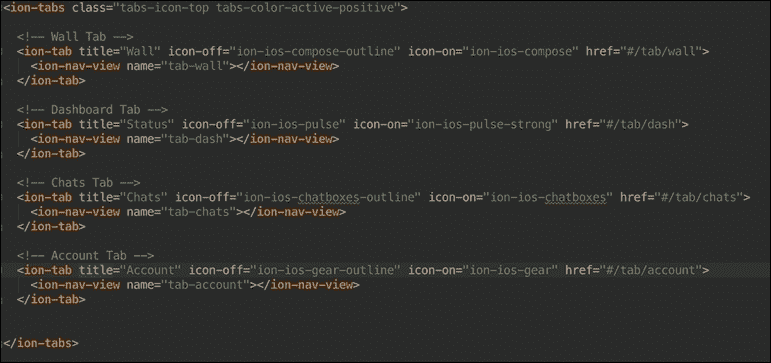 <ion-tabs class="tabs-icon-top tabs-color-active-positive">
<!-- Wall Tab -->
<ion-tab title="Wall" icon-off="ion-ios-compose-outline" icon-on="ion-ios-compose" href="#/tab/wall">
<ion-nav-view name="tab-wall"></ion-nav-view>
</ion-tab>
<!-- Dashboard Tab -->
<ion-tab title="Status" icon-off="ion-ios-pulse" icon-on="ion-ios-pulse-strong" href="#/tab/dash">
<ion-nav-view name="tab-dash"></ion-nav-view>
</ion-tab>
<!-- Chats Tab -->
<ion-tab title="Chats" icon-off="ion-ios-chatboxes-outline" icon-on="ion-ios-chatboxes" href="#/tab/chats">
<ion-nav-view name="tab-chats"></ion-nav-view>
</ion-tab>
<!-- Account Tab -->
<ion-tab title="Account" icon-off="ion-ios-gear-outline" icon-on="ion-ios-gear" href="#/tab/account">
<ion-nav-view name="tab-account"></ion-nav-view>
</ion-tab>
</ion-tabs>